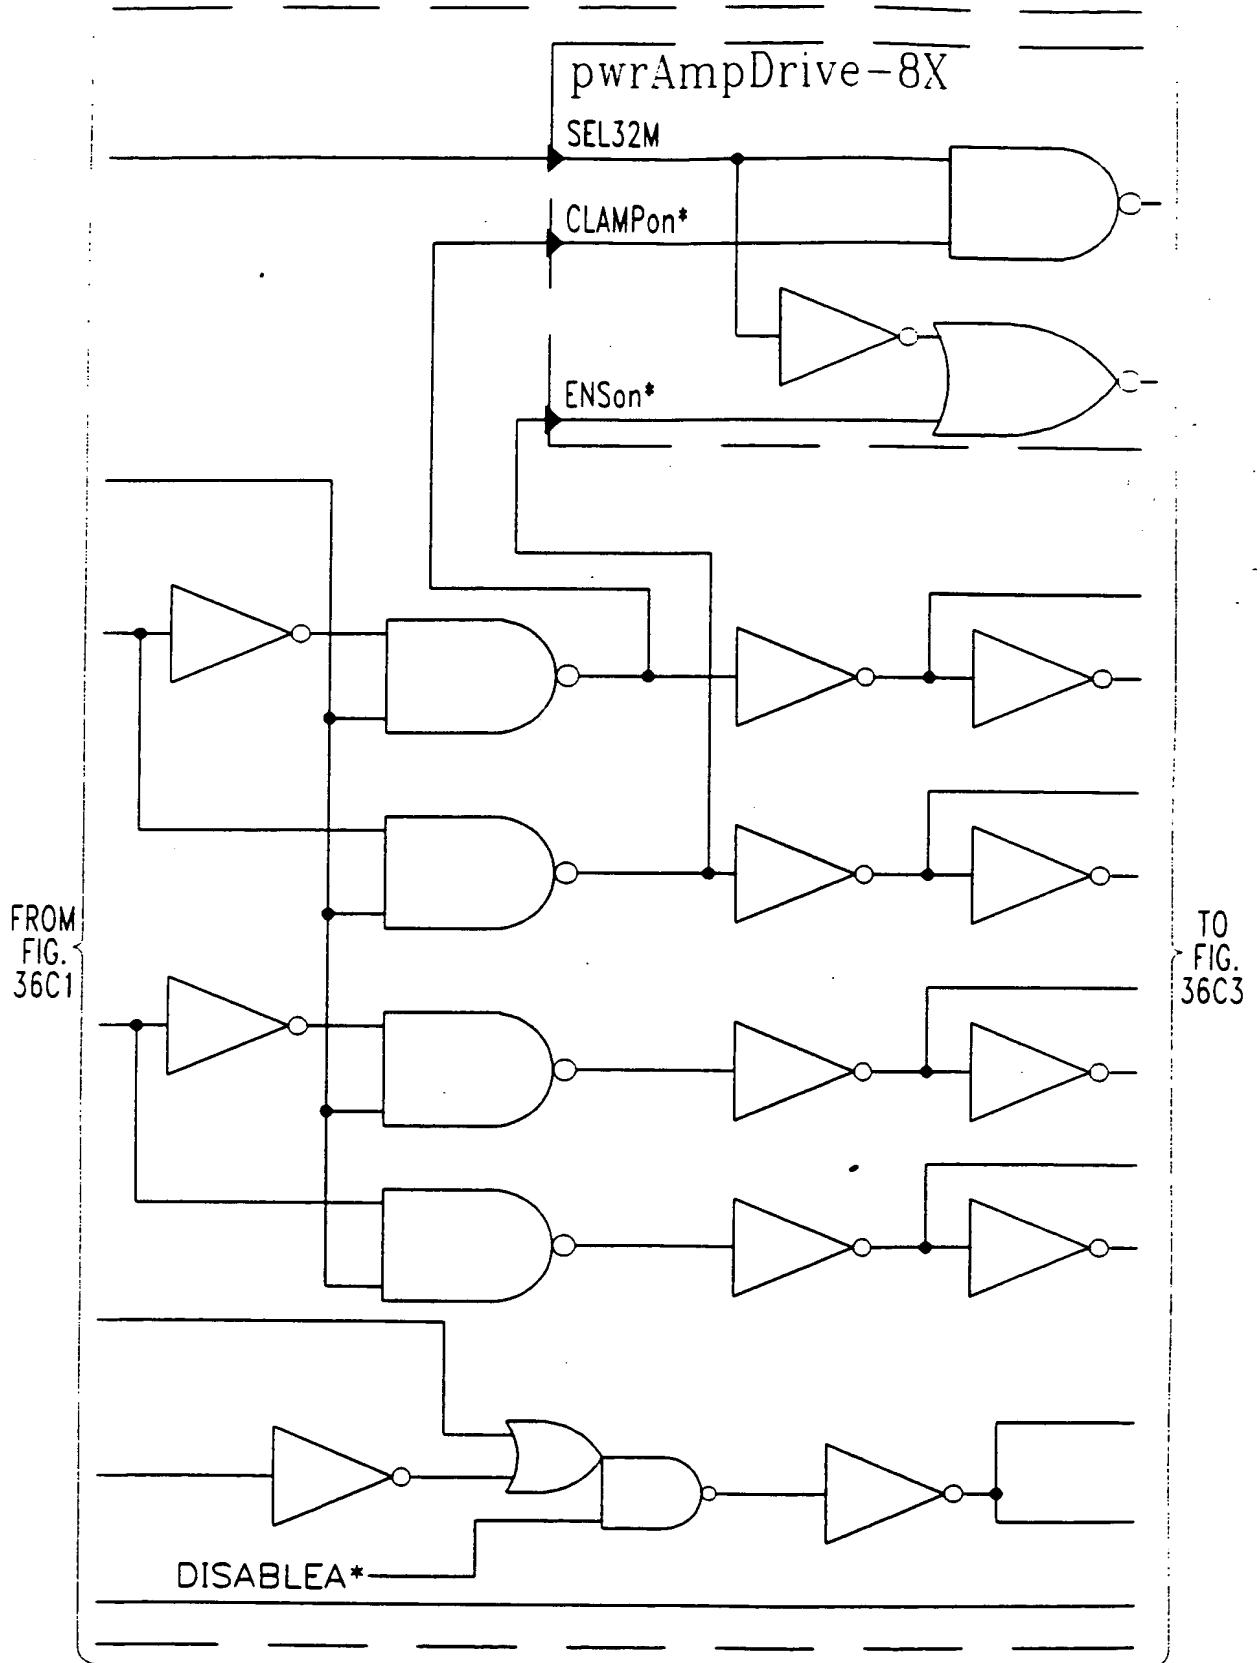 pwrAmpDrive-8X
SEL32M
CLAMPon*
ENSon*
FROM
FIG.
36C1
TO
FIG.
36C3
DISABLEA*